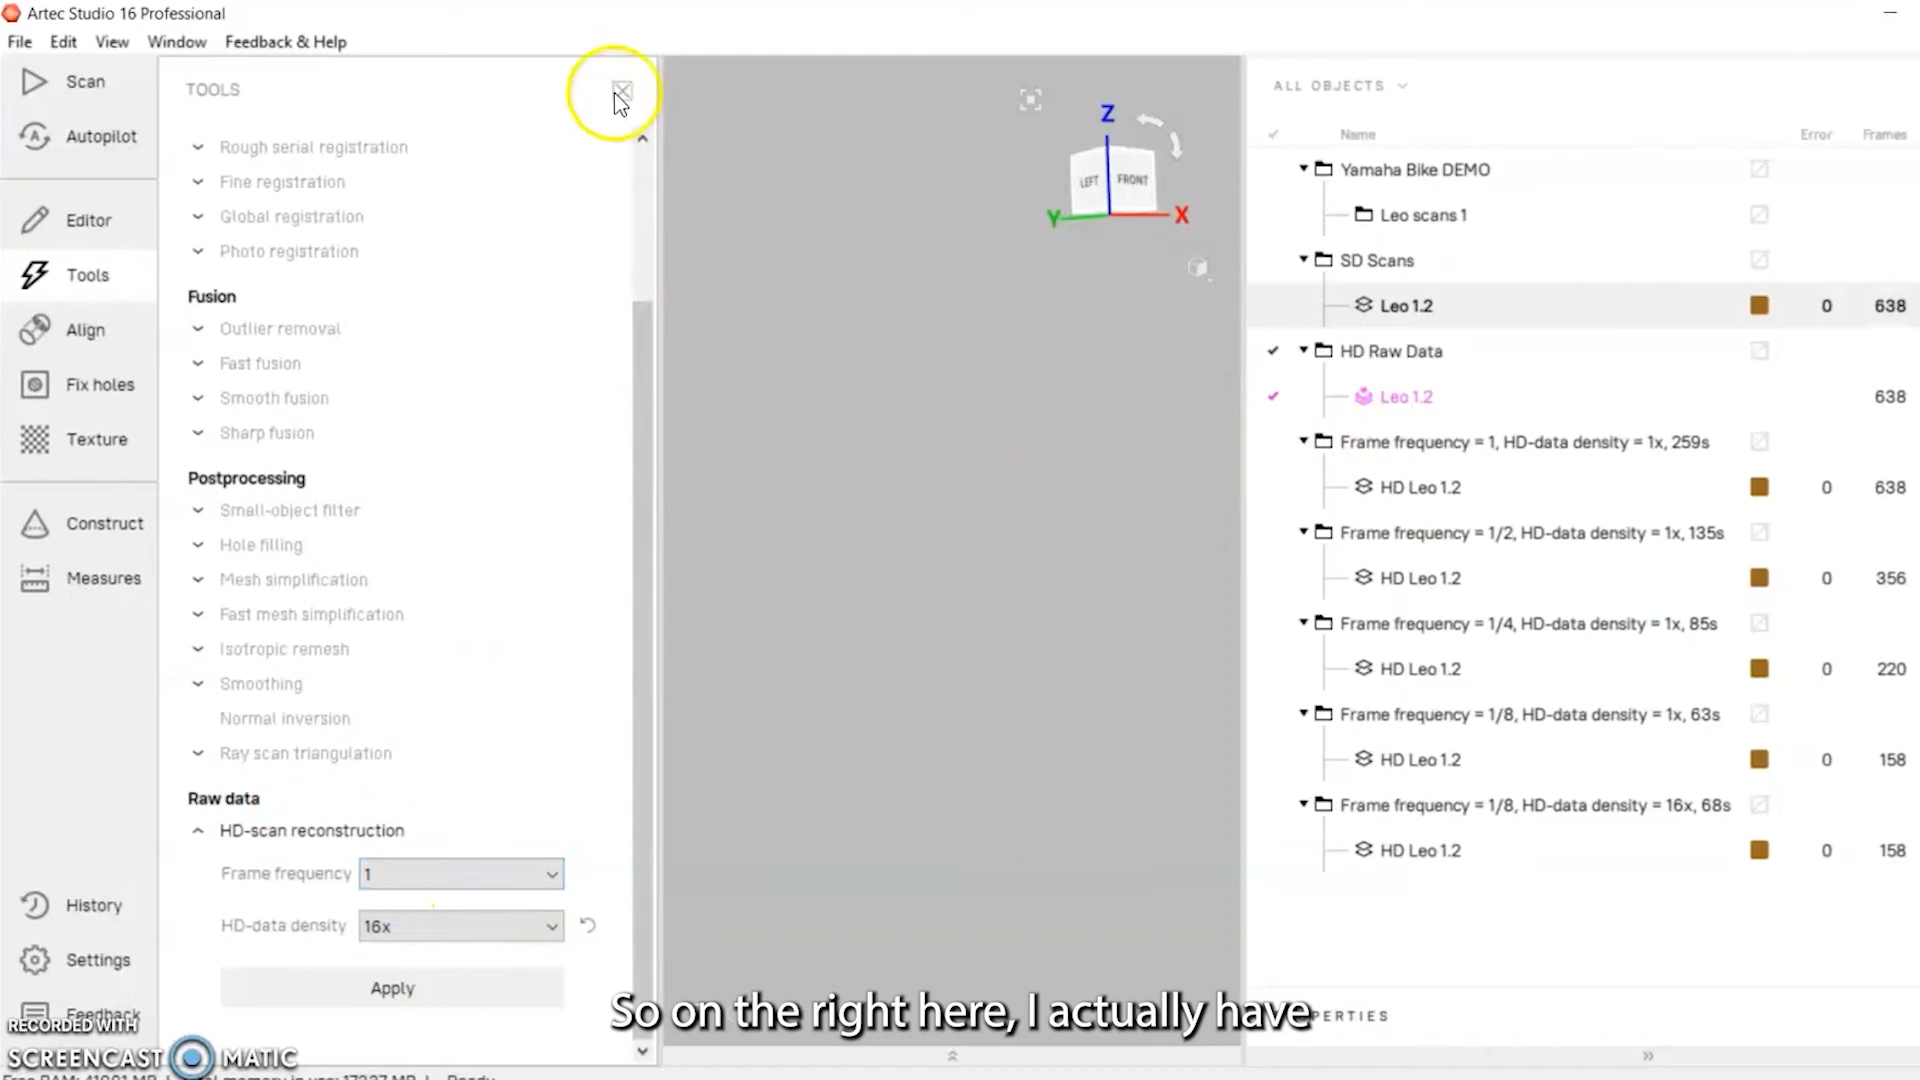 Artec Studio 16 Professional
File Edit View Window Feedback & Help
Scan
Autopilot
Editor
Tools
Align
Fix holes
Texture
Construct
Measures
History
Settings
Feedback
RECORDED WITH
SCREENCAST MATIC
TOOLS
Rough serial registration
Fine registration
Global registration
Photo registration
Fusion
Outlier removal
Fast fusion
Smooth fusion
Sharp fusion
Postprocessing
Small-object filter
Hole filling
Mesh simplification
Fast mesh simplification
Isotropic remesh
Smoothing
Normal inversion
Ray scan triangulation
Raw data
HD-scan reconstruction
Frame frequency 1
HD-data density 16x
Apply
Z
LEFT FRONT
Y X
ALL OBJECTS
Name Error Frames
Yamaha Bike DEMO
Leo scans 1
SD Scans
Leo 1.2 0 638
HD Raw Data
Leo 1.2 638
Frame frequency = 1, HD-data density = 1x, 259s
HD Leo 1.2 0 638
Frame frequency = 1/2, HD-data density = 1x, 135s
HD Leo 1.2 0 356
Frame frequency = 1/4, HD-data density = 1x, 85s
HD Leo 1.2 0 220
Frame frequency = 1/8, HD-data density = 1x, 63s
HD Leo 1.2 0 158
Frame frequency = 1/8, HD-data density = 16x, 68s
HD Leo 1.2 0 158
PERTIES
So on the right here, I actually have